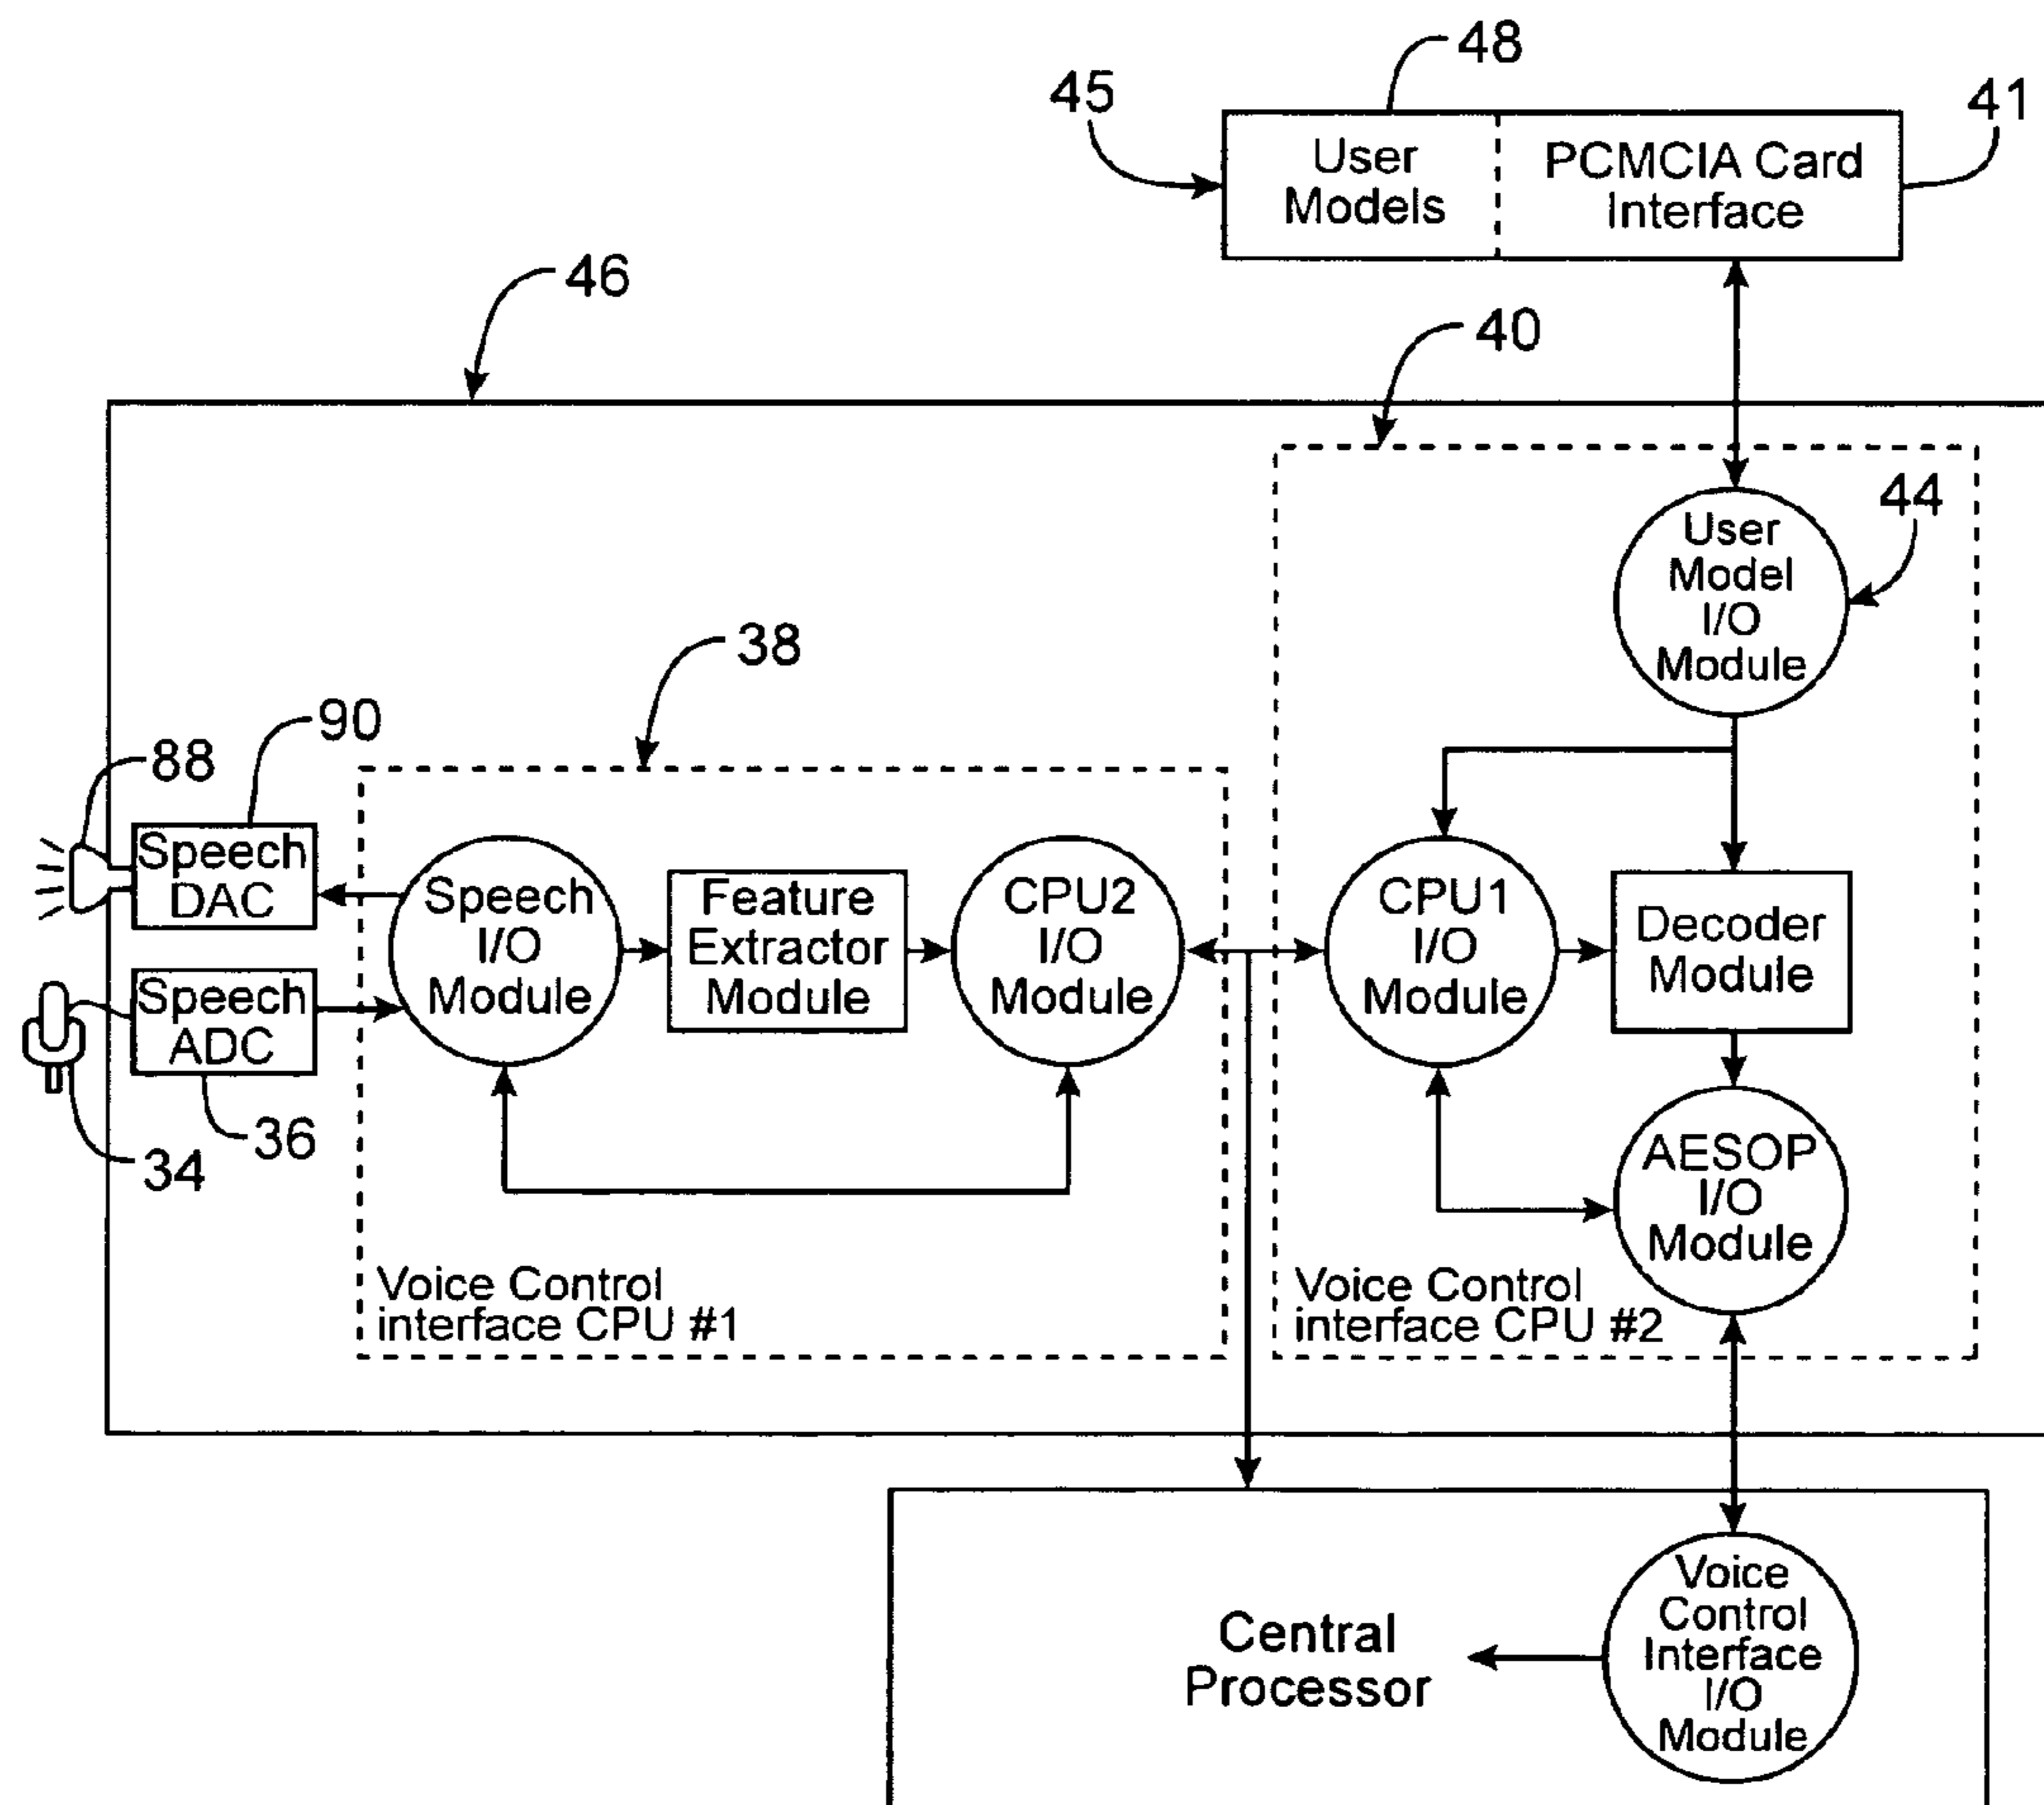 48
45
41
User
Models
PCMCIA Card
Interface
46
40
44
User
Model
I/O
Module
38
90
88
Speech
DAC
Speech
ADC
36
34
Speech
I/O
Module
Feature
Extractor
Module
CPU2
I/O
Module
CPU1
I/O
Module
Decoder
Module
AESOP
I/O
Module
Voice Control
interface CPU #1
Voice Control
interface CPU #2
Central
Processor
Voice
Control
Interface
I/O
Module